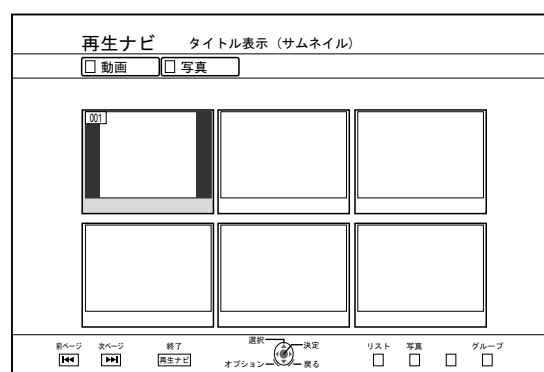 再生ナビ タイトル表示（サムネイル）
動画 写真
001
前ページ 次ページ 終了 選択 決定 リスト 写真 グループ
再生ナビ オプション 戻る